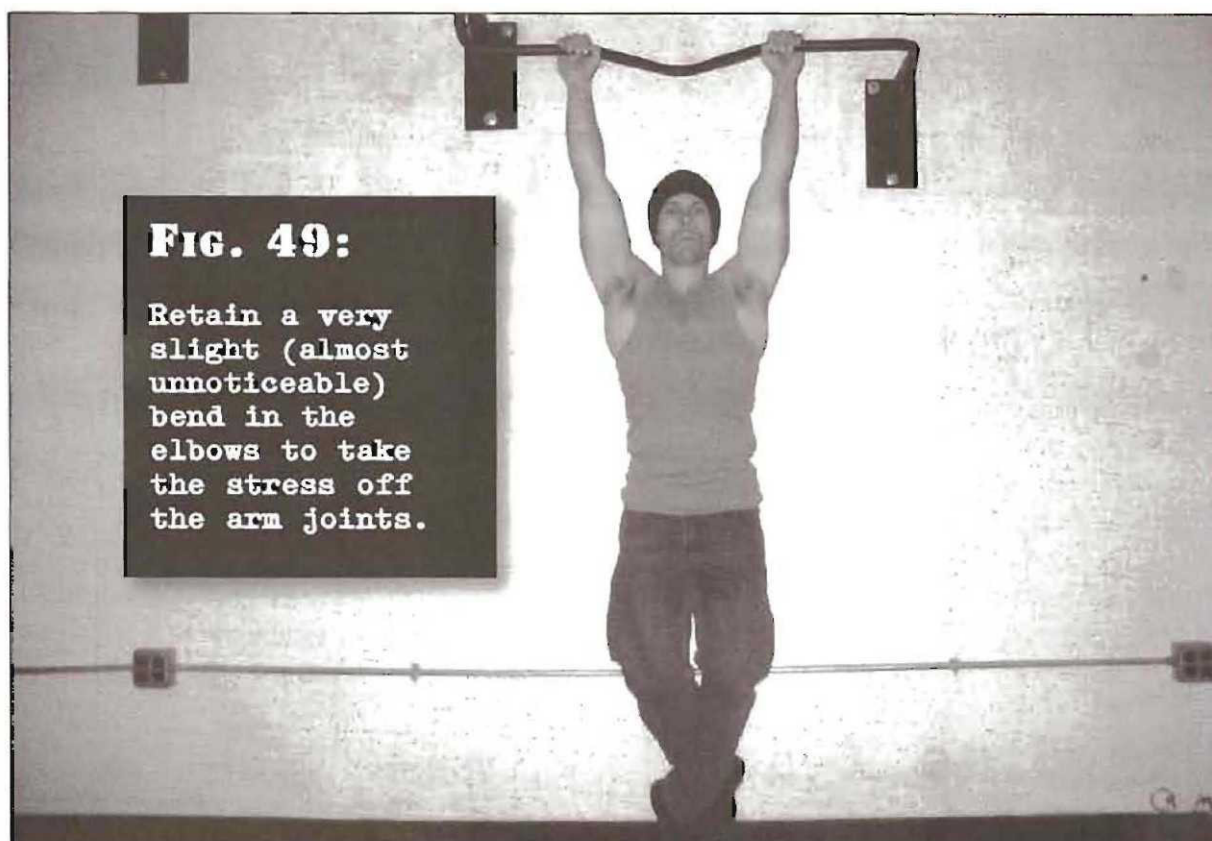 FIG. 49:
Retain a very
slight (almost
unnoticeable)
bend in the
elbows to take
the stress off
the arm joints.